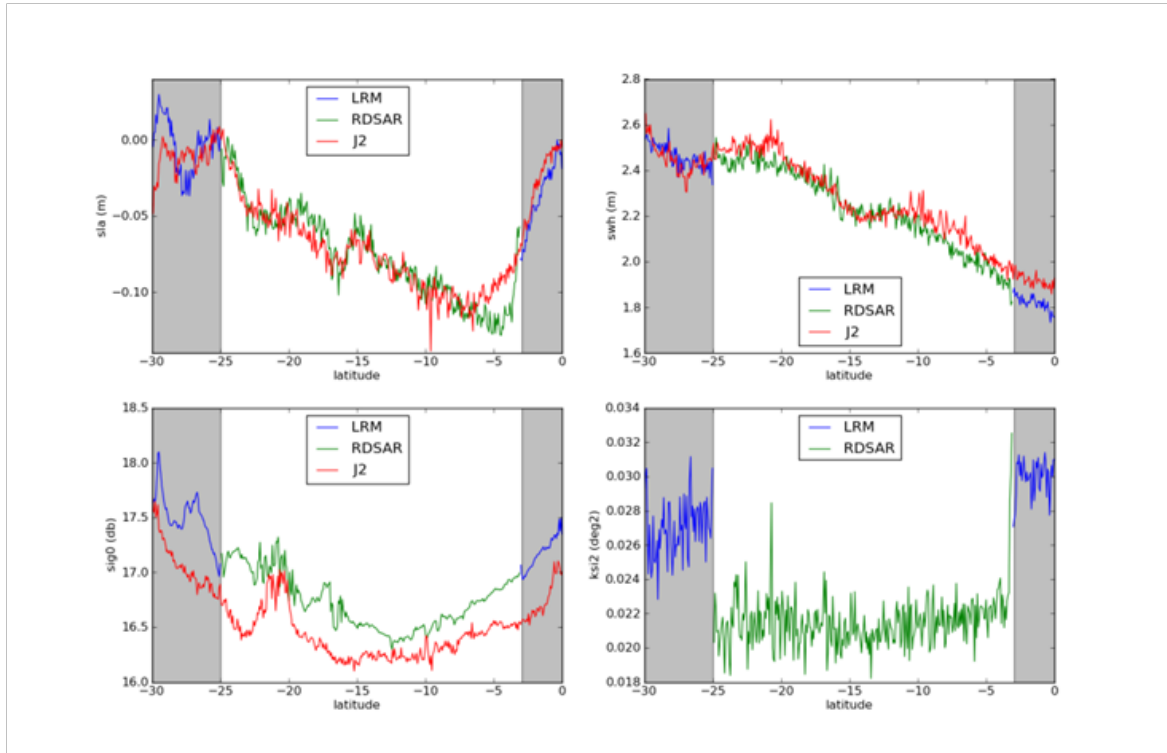 LRM
RDSAR
J2
0.00
−0.05
−0.10
sla (m)
−30 −25 −20 −15 −10 −5 0
latitude
2.8
2.6
2.4
2.2
2.0
1.8
1.6
swh (m)
LRM
RDSAR
J2
−30 −25 −20 −15 −10 −5 0
latitude
18.5
18.0
17.5
17.0
16.5
16.0
sig0 (db)
LRM
RDSAR
J2
−30 −25 −20 −15 −10 −5 0
latitude
0.034
0.032
0.030
0.028
0.026
0.024
0.022
0.020
0.018
ksi2 (deg2)
LRM
RDSAR
−30 −25 −20 −15 −10 −5 0
latitude